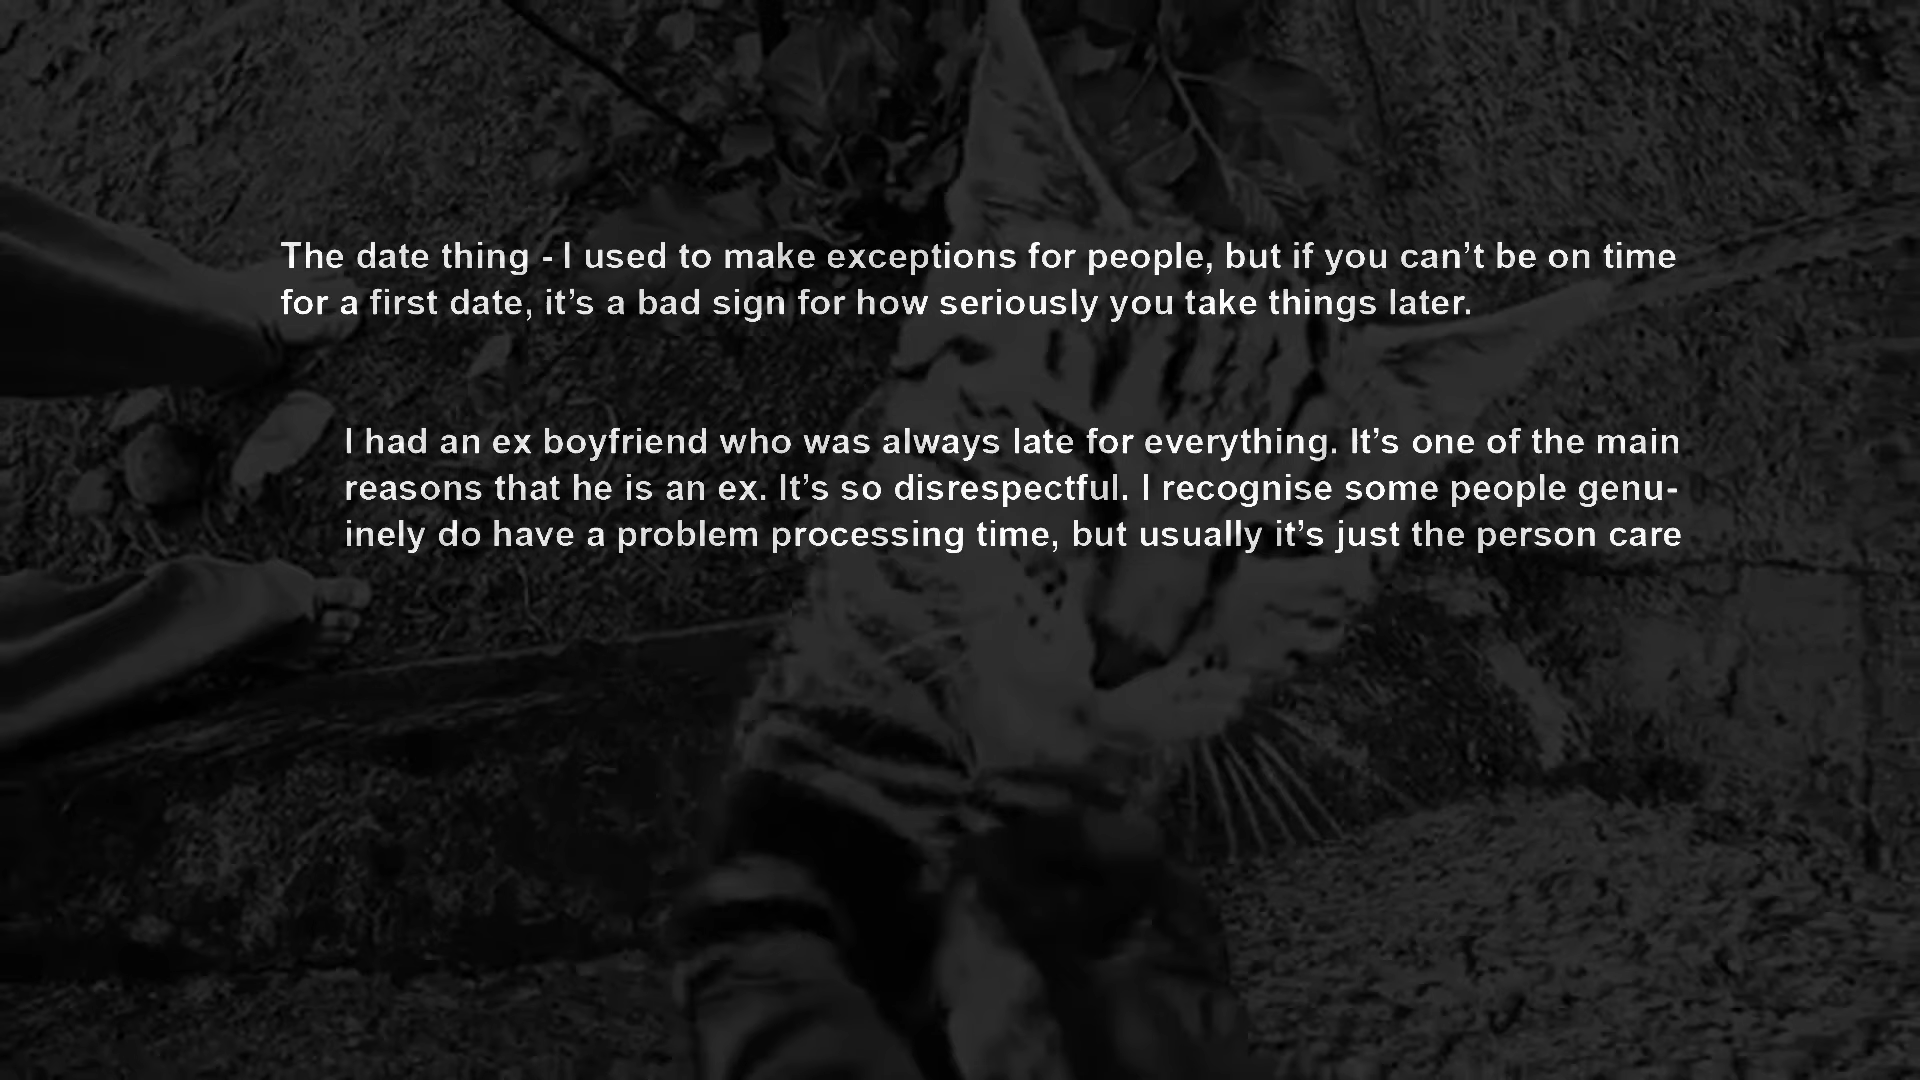 The date thing - I used to make exceptions for people, but if you can’t be on time
for a first date, it’s a bad sign for how seriously you take things later.
I had an ex boyfriend who was always late for everything. It’s one of the main
reasons that he is an ex. It’s so disrespectful. I recognise some people genu-
inely do have a problem processing time, but usually it’s just the person care